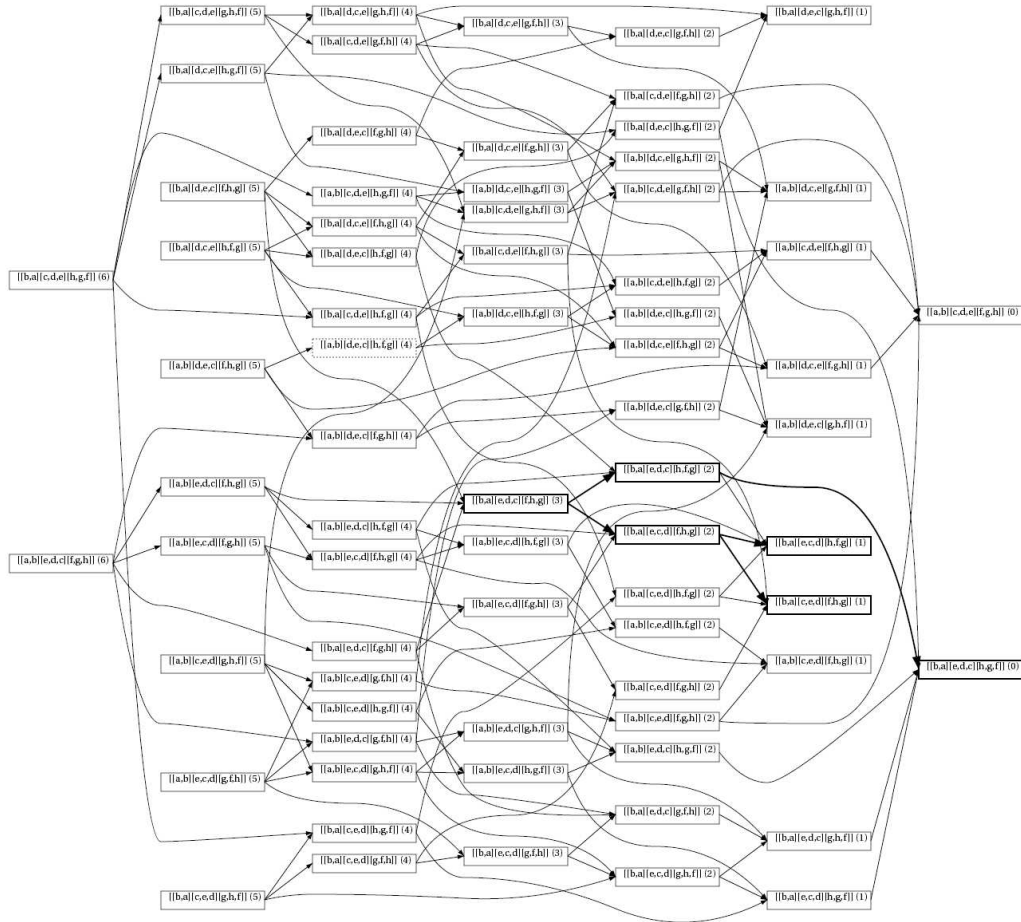 [[b,a][c,d,e][h,g,f]] (6)
[[a,b][e,d,c][f,g,h]] (6)
[[b,a][c,d,e][g,h,f]] (5)
[[b,a][d,c,e][h,g,f]] (5)
[[b,a][d,e,c][f,h,g]] (5)
[[b,a][d,c,e][h,f,g]] (5)
[[a,b][d,e,c][f,h,g]] (5)
[[a,b][e,d,c][f,h,g]] (5)
[[a,b][e,c,d][f,g,h]] (5)
[[a,b][c,e,d][g,h,f]] (5)
[[a,b][e,c,d][g,f,h]] (5)
[[b,a][c,e,d][g,h,f]] (5)
[[b,a][d,c,e][g,h,f]] (4)
[[b,a][c,d,e][g,f,h]] (4)
[[b,a][d,e,c][f,g,h]] (4)
[[a,b][c,d,e][h,g,f]] (4)
[[b,a][d,c,e][f,h,g]] (4)
[[b,a][d,e,c][h,f,g]] (4)
[[b,a][c,d,e][h,f,g]] (4)
[[a,b][d,e,c][h,f,g]] (4)
[[a,b][d,e,c][f,g,h]] (4)
[[a,b][e,d,c][h,f,g]] (4)
[[a,b][e,c,d][f,h,g]] (4)
[[b,a][e,d,c][f,g,h]] (4)
[[a,b][c,e,d][g,f,h]] (4)
[[a,b][c,e,d][h,g,f]] (4)
[[a,b][e,d,c][g,f,h]] (4)
[[a,b][e,c,d][g,h,f]] (4)
[[b,a][c,e,d][h,g,f]] (4)
[[b,a][c,e,d][g,f,h]] (4)
[[b,a][d,c,e][g,f,h]] (3)
[[b,a][d,c,e][f,g,h]] (3)
[[a,b][d,c,e][h,g,f]] (3)
[[a,b][c,d,e][g,h,f]] (3)
[[b,a][c,d,e][f,h,g]] (3)
[[a,b][d,c,e][h,f,g]] (3)
[[b,a][e,d,c][f,h,g]] (3)
[[a,b][e,c,d][h,f,g]] (3)
[[b,a][e,c,d][f,g,h]] (3)
[[a,b][e,d,c][g,h,f]] (3)
[[a,b][e,c,d][h,g,f]] (3)
[[b,a][e,c,d][g,f,h]] (3)
[[b,a][d,e,c][g,f,h]] (2)
[[b,a][c,d,e][f,g,h]] (2)
[[b,a][d,e,c][h,g,f]] (2)
[[a,b][d,c,e][g,h,f]] (2)
[[a,b][c,d,e][g,f,h]] (2)
[[a,b][c,d,e][h,f,g]] (2)
[[a,b][d,e,c][h,g,f]] (2)
[[a,b][d,c,e][f,h,g]] (2)
[[a,b][d,e,c][g,f,h]] (2)
[[b,a][e,d,c][h,f,g]] (2)
[[b,a][e,c,d][f,h,g]] (2)
[[b,a][c,e,d][h,f,g]] (2)
[[a,b][c,e,d][h,f,g]] (2)
[[b,a][c,e,d][f,g,h]] (2)
[[a,b][c,e,d][f,g,h]] (2)
[[a,b][e,d,c][h,g,f]] (2)
[[b,a][e,d,c][g,f,h]] (2)
[[b,a][e,c,d][g,h,f]] (2)
[[b,a][d,e,c][g,h,f]] (1)
[[a,b][d,c,e][g,f,h]] (1)
[[a,b][c,d,e][f,h,g]] (1)
[[a,b][d,c,e][f,g,h]] (1)
[[a,b][d,e,c][g,h,f]] (1)
[[b,a][e,c,d][h,f,g]] (1)
[[b,a][c,e,d][f,h,g]] (1)
[[a,b][c,e,d][f,h,g]] (1)
[[b,a][e,d,c][g,h,f]] (1)
[[b,a][e,c,d][h,g,f]] (1)
[[a,b][c,d,e][f,g,h]] (0)
[[b,a][e,d,c][h,g,f]] (0)